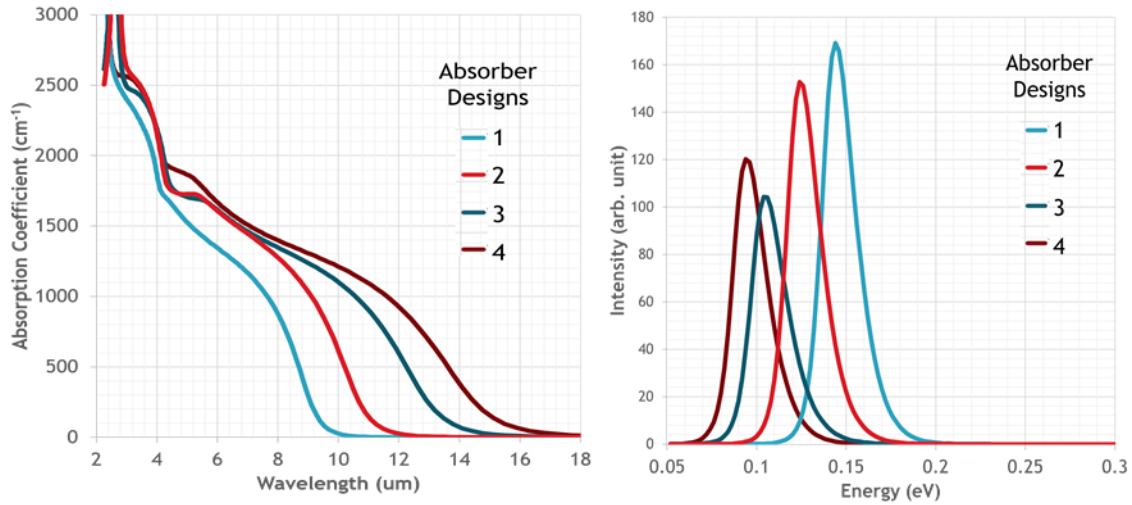 3000
2500
2000
1500
1000
500
0
Absorption Coefficient (cm⁻¹)
2 4 6 8 10 12 14 16 18
Wavelength (um)
Absorber
Designs
1
2
3
4
180
160
140
120
100
80
60
40
20
0
Intensity (arb. unit)
0.05 0.1 0.15 0.2 0.25 0.3
Energy (eV)
Absorber
Designs
1
2
3
4